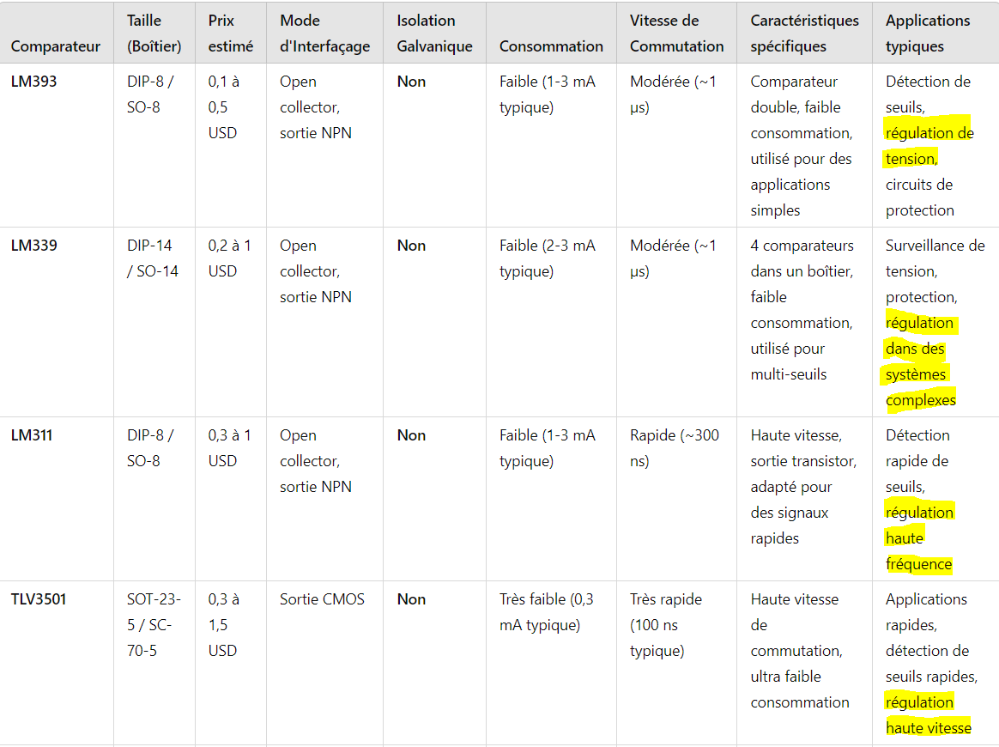 Comparateur
Taille
(Boîtier)
Prix
estimé
Mode
d'Interfaçage
Isolation
Galvanique
Consommation
Vitesse de
Commutation
Caractéristiques
spécifiques
Applications
typiques
LM393
DIP-8 /
SO-8
0,1 à
0,5
USD
Open
collector,
sortie NPN
Non
Faible (1-3 mA
typique)
Modérée (~1
µs)
Comparateur
double, faible
consommation,
utilisé pour des
applications
simples
Détection de
seuils,
régulation de
tension,
circuits de
protection
LM339
DIP-14
/ SO-14
0,2 à 1
USD
Open
collector,
sortie NPN
Non
Faible (2-3 mA
typique)
Modérée (~1
µs)
4 comparateurs
dans un boîtier,
faible
consommation,
utilisé pour
multi-seuils
Surveillance de
tension,
protection,
régulation
dans des
systèmes
complexes
LM311
DIP-8 /
SO-8
0,3 à 1
USD
Open
collector,
sortie NPN
Non
Faible (1-3 mA
typique)
Rapide (~300
ns)
Haute vitesse,
sortie transistor,
adapté pour
des signaux
rapides
Détection
rapide de
seuils,
régulation
haute
fréquence
TLV3501
SOT-23-
5 / SC-
70-5
0,3 à
1,5
USD
Sortie CMOS
Non
Très faible (0,3
mA typique)
Très rapide
(100 ns
typique)
Haute vitesse
de
commutation,
ultra faible
consommation
Applications
rapides,
détection de
seuils rapides,
régulation
haute vitesse